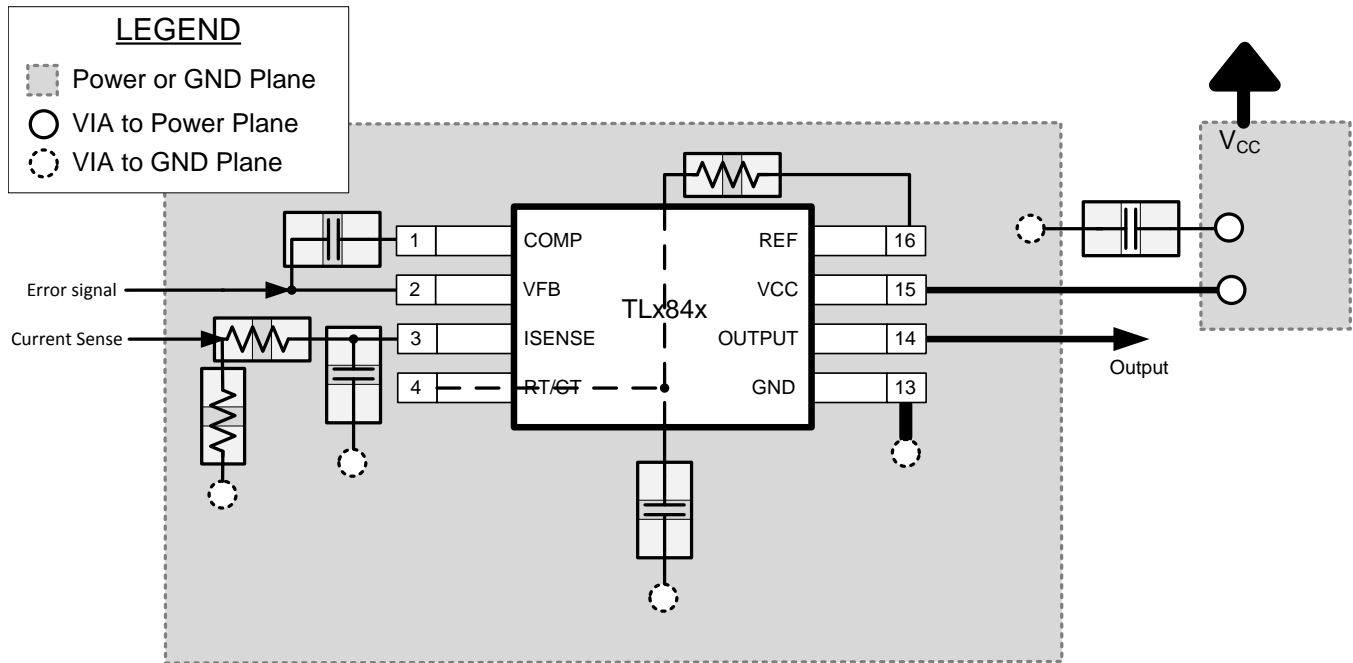 LEGEND
Power or GND Plane
VIA to Power Plane
VIA to GND Plane
V_CC
1 COMP REF 16
Error signal
2 VFB VCC 15
TLx84x
Current Sense
3 ISENSE OUTPUT 14
Output
4 RT/CT GND 13